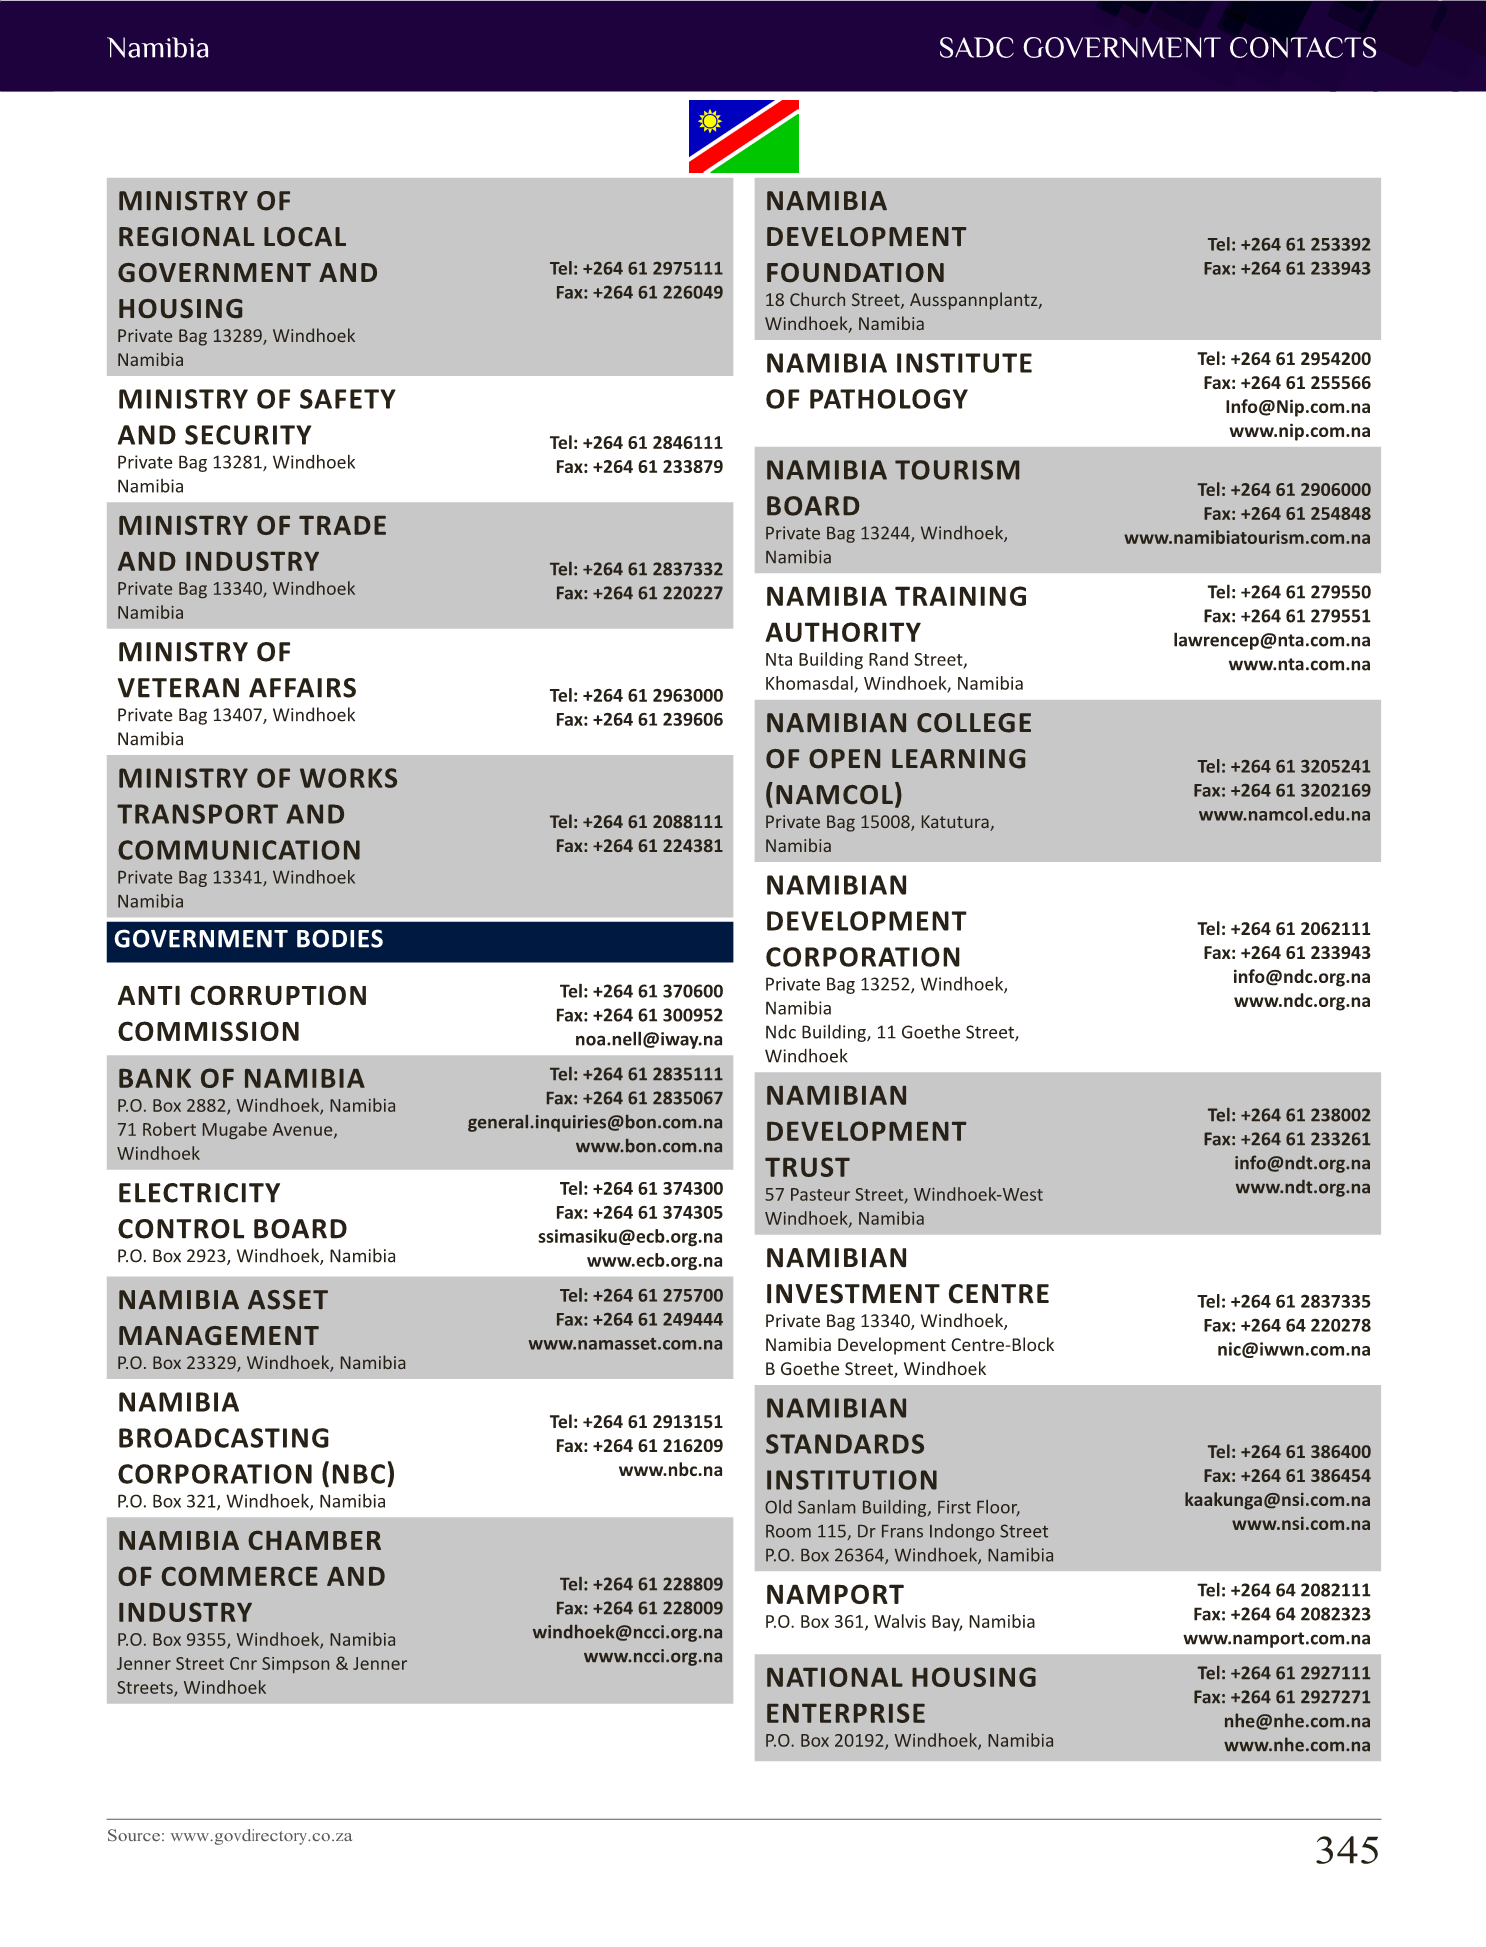 Namibia
SADC GOVERNMENT CONTACTS
MINISTRY OF
REGIONAL LOCAL
GOVERNMENT AND
HOUSING
Private Bag 13289, Windhoek
Namibia
Tel: +264 61 2975111
Fax: +264 61 226049
MINISTRY OF SAFETY
AND SECURITY
Private Bag 13281, Windhoek
Namibia
Tel: +264 61 2846111
Fax: +264 61 233879
MINISTRY OF TRADE
AND INDUSTRY
Private Bag 13340, Windhoek
Namibia
Tel: +264 61 2837332
Fax: +264 61 220227
MINISTRY OF
VETERAN AFFAIRS
Private Bag 13407, Windhoek
Namibia
Tel: +264 61 2963000
Fax: +264 61 239606
MINISTRY OF WORKS
TRANSPORT AND
COMMUNICATION
Private Bag 13341, Windhoek
Namibia
Tel: +264 61 2088111
Fax: +264 61 224381
GOVERNMENT BODIES
ANTI CORRUPTION
COMMISSION
Tel: +264 61 370600
Fax: +264 61 300952
noa.nell@iway.na
BANK OF NAMIBIA
P.O. Box 2882, Windhoek, Namibia
71 Robert Mugabe Avenue,
Windhoek
Tel: +264 61 2835111
Fax: +264 61 2835067
general.inquiries@bon.com.na
www.bon.com.na
ELECTRICITY
CONTROL BOARD
P.O. Box 2923, Windhoek, Namibia
Tel: +264 61 374300
Fax: +264 61 374305
ssimasiku@ecb.org.na
www.ecb.org.na
NAMIBIA ASSET
MANAGEMENT
P.O. Box 23329, Windhoek, Namibia
Tel: +264 61 275700
Fax: +264 61 249444
www.namasset.com.na
NAMIBIA
BROADCASTING
CORPORATION (NBC)
P.O. Box 321, Windhoek, Namibia
Tel: +264 61 2913151
Fax: +264 61 216209
www.nbc.na
NAMIBIA CHAMBER
OF COMMERCE AND
INDUSTRY
P.O. Box 9355, Windhoek, Namibia
Jenner Street Cnr Simpson & Jenner
Streets, Windhoek
Tel: +264 61 228809
Fax: +264 61 228009
windhoek@ncci.org.na
www.ncci.org.na
NAMIBIA
DEVELOPMENT
FOUNDATION
18 Church Street, Ausspannplantz,
Windhoek, Namibia
Tel: +264 61 253392
Fax: +264 61 233943
NAMIBIA INSTITUTE
OF PATHOLOGY
Tel: +264 61 2954200
Fax: +264 61 255566
Info@Nip.com.na
www.nip.com.na
NAMIBIA TOURISM
BOARD
Private Bag 13244, Windhoek,
Namibia
Tel: +264 61 2906000
Fax: +264 61 254848
www.namibiatourism.com.na
NAMIBIA TRAINING
AUTHORITY
Nta Building Rand Street,
Khomasdal, Windhoek, Namibia
Tel: +264 61 279550
Fax: +264 61 279551
lawrencep@nta.com.na
www.nta.com.na
NAMIBIAN COLLEGE
OF OPEN LEARNING
(NAMCOL)
Private Bag 15008, Katutura,
Namibia
Tel: +264 61 3205241
Fax: +264 61 3202169
www.namcol.edu.na
NAMIBIAN
DEVELOPMENT
CORPORATION
Private Bag 13252, Windhoek,
Namibia
Ndc Building, 11 Goethe Street,
Windhoek
Tel: +264 61 2062111
Fax: +264 61 233943
info@ndc.org.na
www.ndc.org.na
NAMIBIAN
DEVELOPMENT
TRUST
57 Pasteur Street, Windhoek-West
Windhoek, Namibia
Tel: +264 61 238002
Fax: +264 61 233261
info@ndt.org.na
www.ndt.org.na
NAMIBIAN
INVESTMENT CENTRE
Private Bag 13340, Windhoek,
Namibia Development Centre-Block
B Goethe Street, Windhoek
Tel: +264 61 2837335
Fax: +264 64 220278
nic@iwwn.com.na
NAMIBIAN
STANDARDS
INSTITUTION
Old Sanlam Building, First Floor,
Room 115, Dr Frans Indongo Street
P.O. Box 26364, Windhoek, Namibia
Tel: +264 61 386400
Fax: +264 61 386454
kaakunga@nsi.com.na
www.nsi.com.na
NAMPORT
P.O. Box 361, Walvis Bay, Namibia
Tel: +264 64 2082111
Fax: +264 64 2082323
www.namport.com.na
NATIONAL HOUSING
ENTERPRISE
P.O. Box 20192, Windhoek, Namibia
Tel: +264 61 2927111
Fax: +264 61 2927271
nhe@nhe.com.na
www.nhe.com.na
Source: www.govdirectory.co.za
345